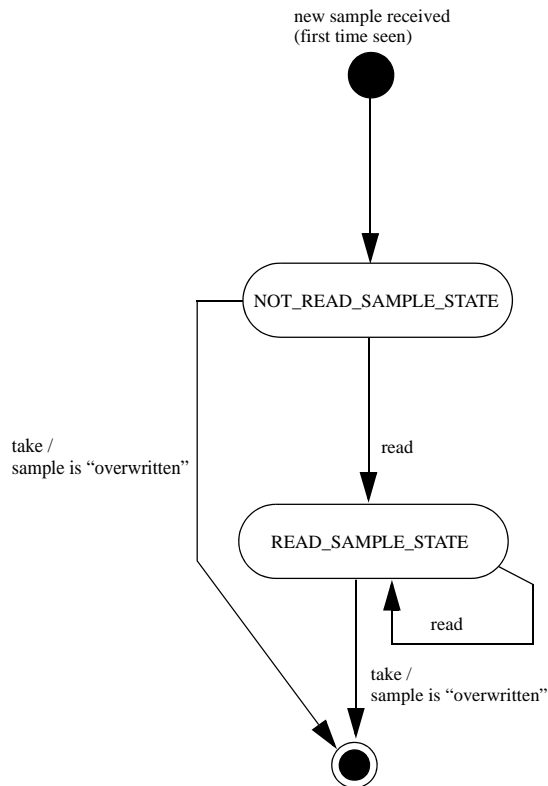 new sample received
(first time seen)
NOT_READ_SAMPLE_STATE
take /
sample is “overwritten”
read
READ_SAMPLE_STATE
read
take /
sample is “overwritten”